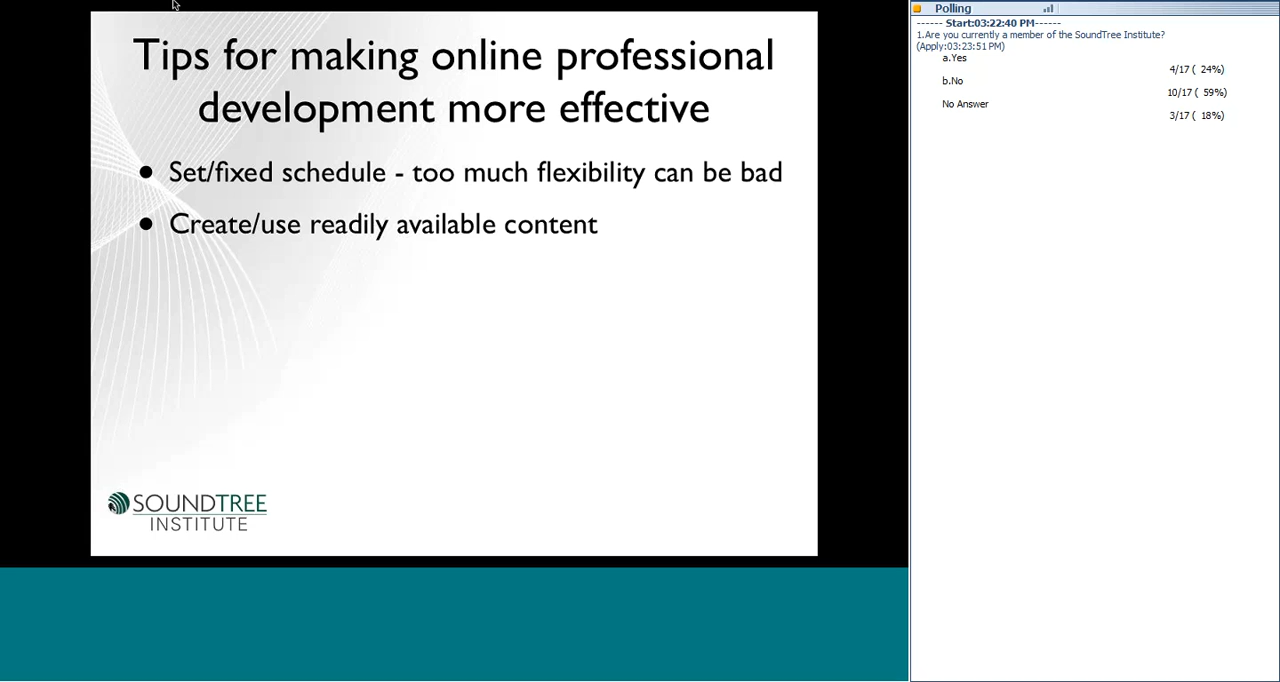 Tips for making online professional
development more effective
● Set/fixed schedule - too much flexibility can be bad
● Create/use readily available content
SOUNDTREE
INSTITUTE
Polling
------ Start:03:22:40 PM------
1.Are you currently a member of the SoundTree Institute?
(Apply:03:23:51 PM)
a.Yes
4/17 ( 24%)
b.No
10/17 ( 59%)
No Answer
3/17 ( 18%)